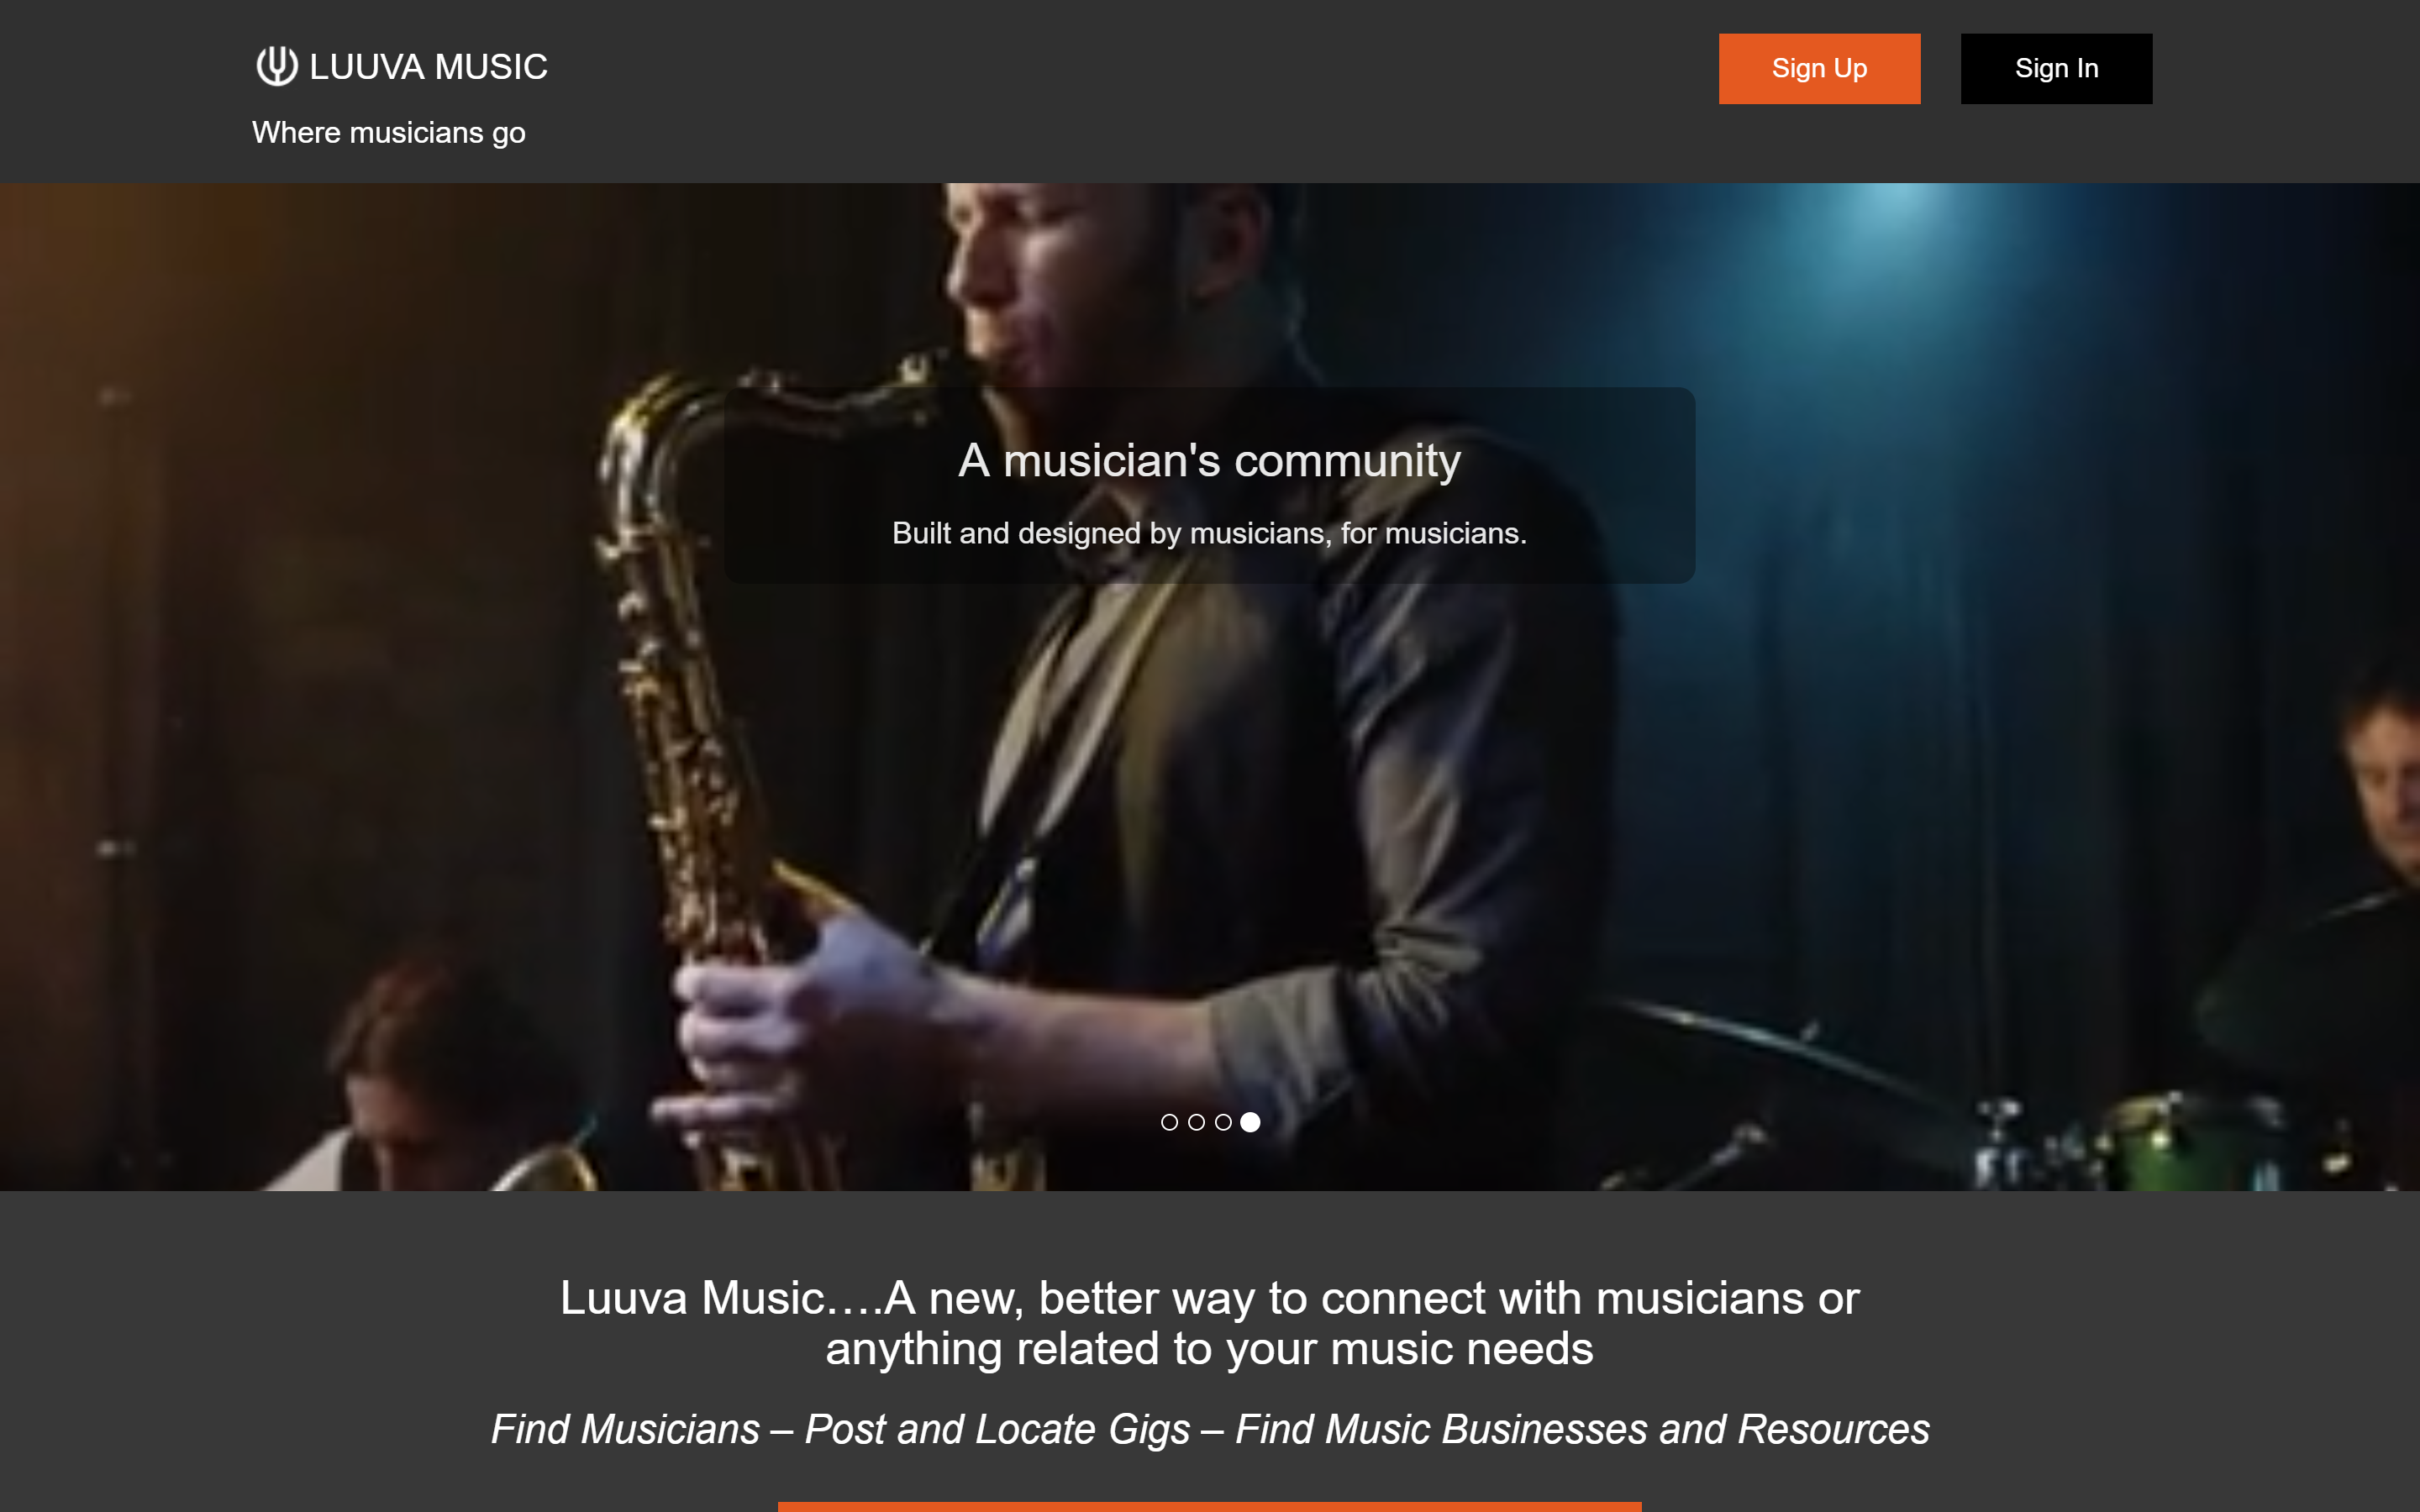 LUUVA MUSIC
Sign Up
Sign In
Where musicians go
A musician's community
Built and designed by musicians, for musicians.
Luuva Music....A new, better way to connect with musicians or
anything related to your music needs
Find Musicians – Post and Locate Gigs – Find Music Businesses and Resources